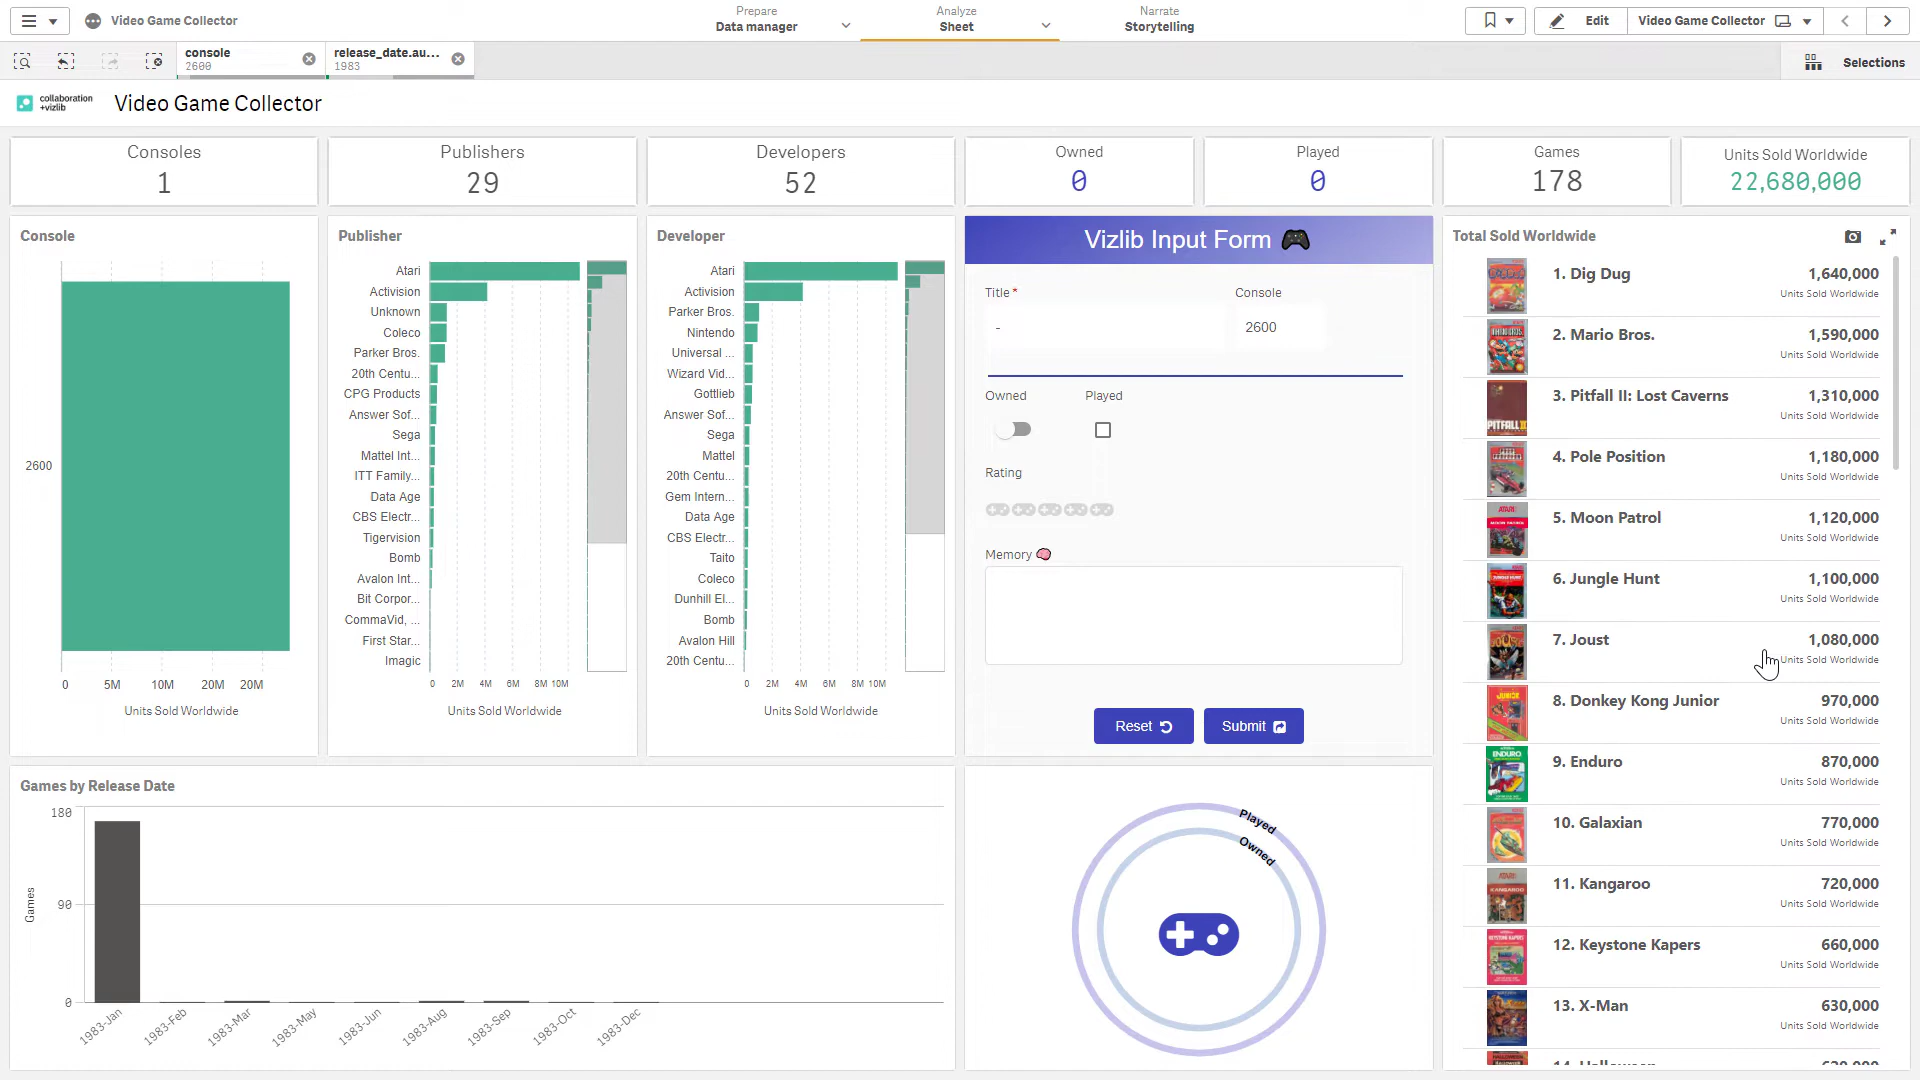 Video Game Collector
Prepare
Data manager
Analyze
Sheet
Narrate
Storytelling
Edit
Video Game Collector
console
2600
release_date.au...
1983
Selections
collaboration
+vizlib
Video Game Collector
Consoles
1
Publishers
29
Developers
52
Owned
0
Played
0
Games
178
Units Sold Worldwide
22,680,000
Console
2600
0 5M 10M 20M 20M
Units Sold Worldwide
Publisher
Atari
Activision
Unknown
Coleco
Parker Bros.
20th Centu...
CPG Products
Answer Sof...
Sega
Mattel Int...
ITT Family...
Data Age
CBS Electr...
Tigervision
Bomb
Avalon Int...
Bit Corpor...
CommaVid, ...
First Star...
Imagic
0 2M 4M 6M 8M 10M
Units Sold Worldwide
Developer
Atari
Activision
Parker Bros.
Nintendo
Universal ...
Wizard Vid...
Gottlieb
Answer Sof...
Sega
Mattel
20th Centu...
Gem Intern...
Data Age
CBS Electr...
Taito
Coleco
Dunhill El...
Bomb
Avalon Hill
20th Centu...
0 2M 4M 6M 8M 10M
Units Sold Worldwide
Vizlib Input Form
Title * Console
- 2600
Owned Played
Rating
Memory
Reset Submit
Total Sold Worldwide
1. Dig Dug 1,640,000
Units Sold Worldwide
2. Mario Bros. 1,590,000
Units Sold Worldwide
3. Pitfall II: Lost Caverns 1,310,000
Units Sold Worldwide
4. Pole Position 1,180,000
Units Sold Worldwide
5. Moon Patrol 1,120,000
Units Sold Worldwide
6. Jungle Hunt 1,100,000
Units Sold Worldwide
7. Joust 1,080,000
Units Sold Worldwide
8. Donkey Kong Junior 970,000
Units Sold Worldwide
9. Enduro 870,000
Units Sold Worldwide
10. Galaxian 770,000
Units Sold Worldwide
11. Kangaroo 720,000
Units Sold Worldwide
12. Keystone Kapers 660,000
Units Sold Worldwide
13. X-Man 630,000
Units Sold Worldwide
Games by Release Date
Games
180
90
0
1983-Jan 1983-Feb 1983-Mar 1983-May 1983-Jun 1983-Aug 1983-Sep 1983-Oct 1983-Dec
Played
Owned